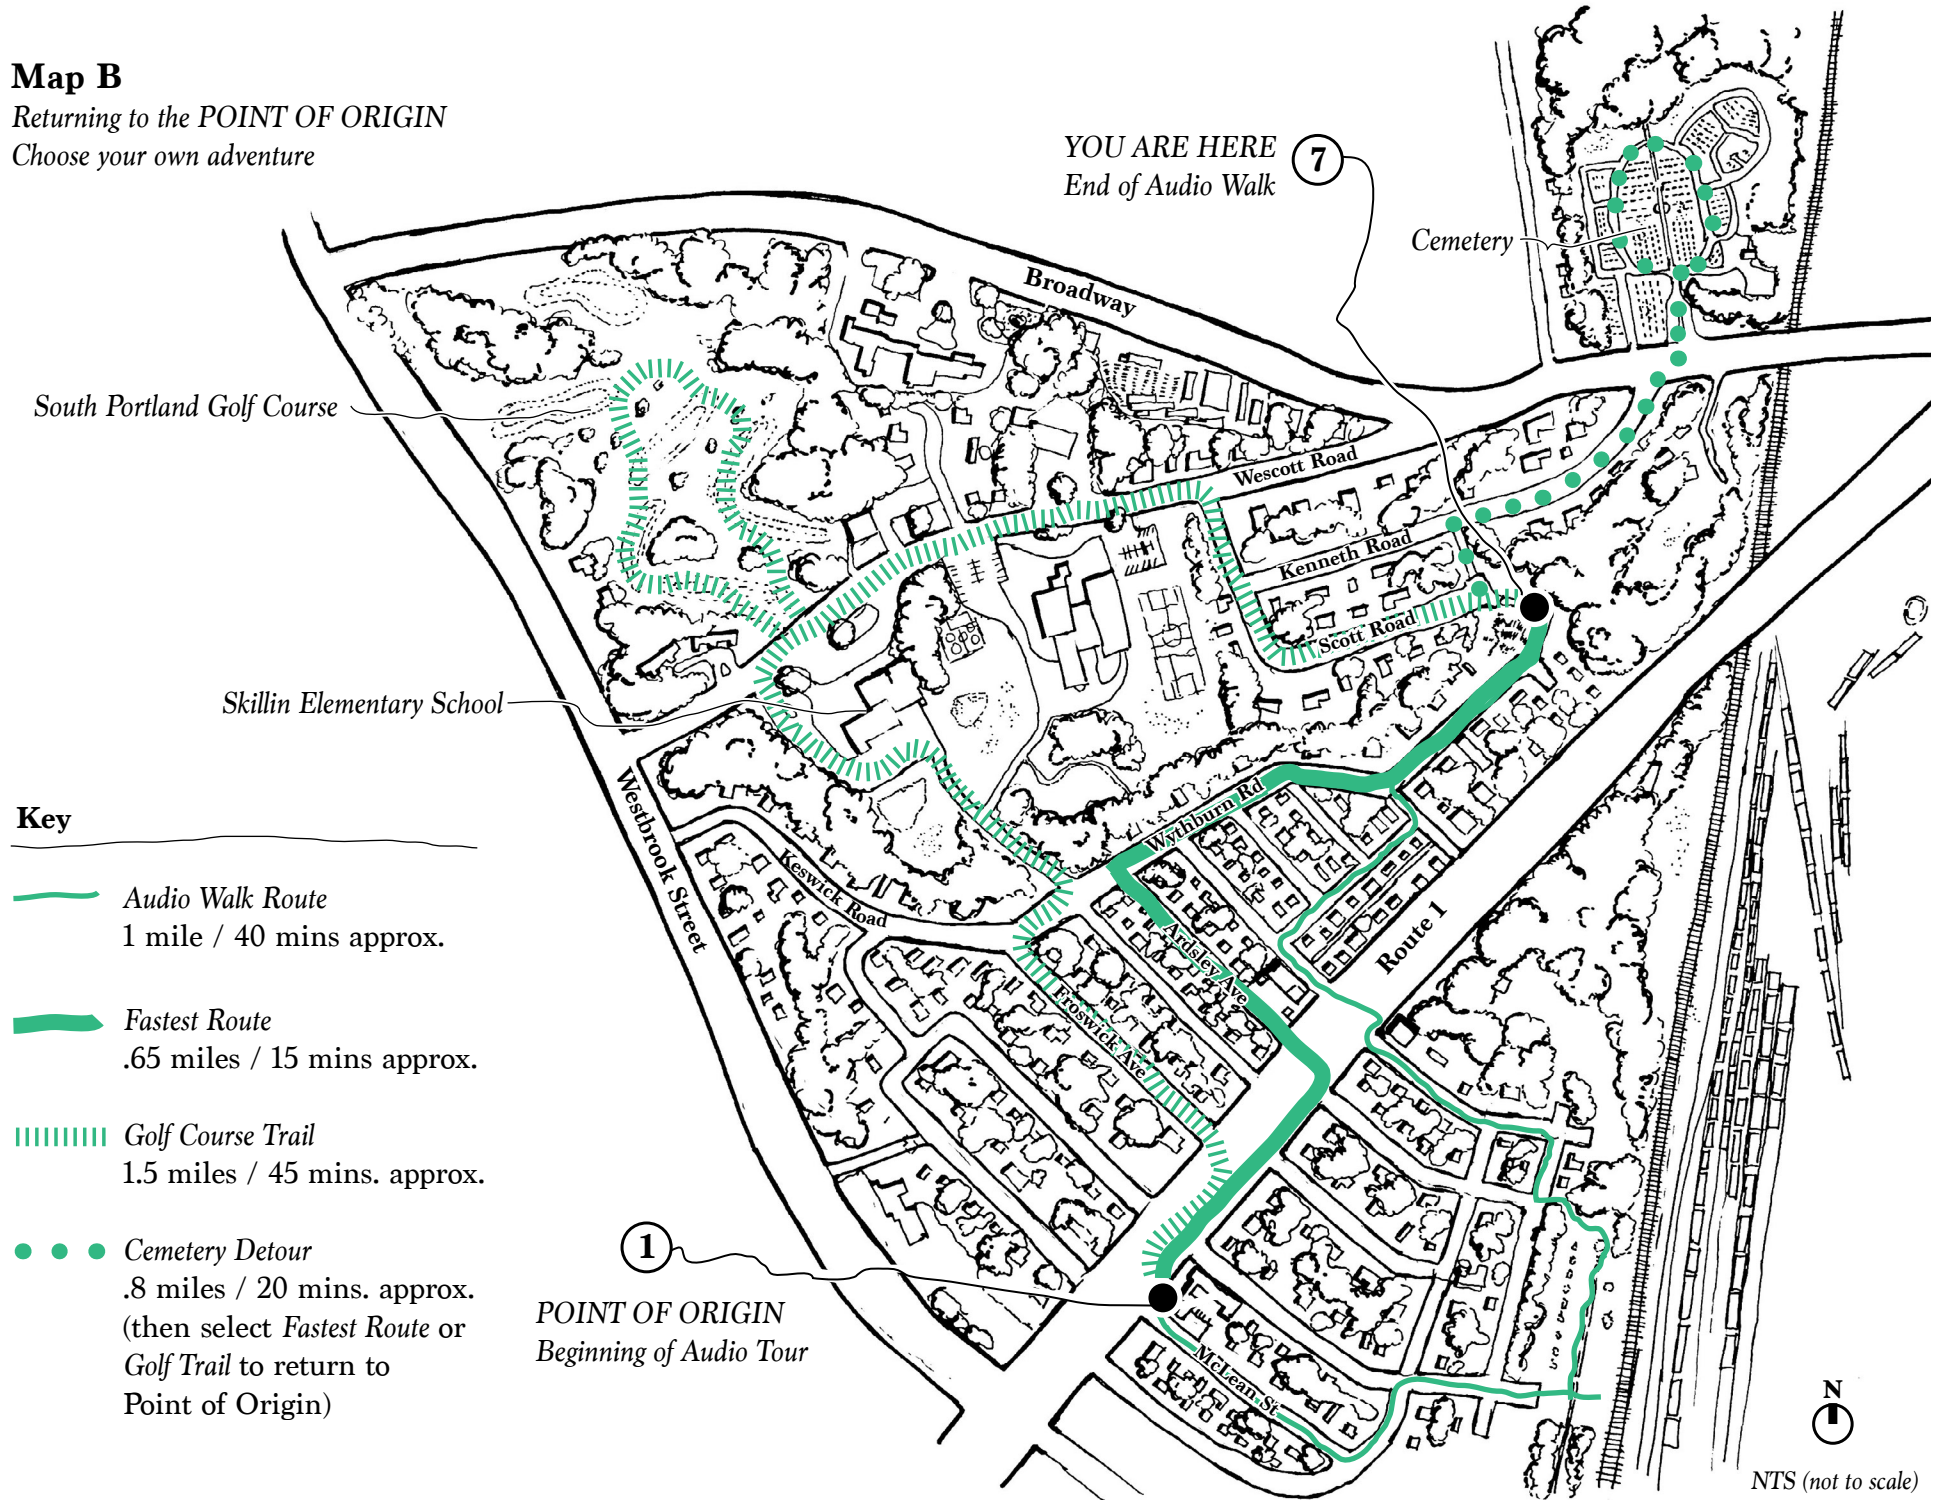 Map B
Returning to the POINT OF ORIGIN
Choose your own adventure
YOU ARE HERE
End of Audio Walk
7
Cemetery
Broadway
South Portland Golf Course
Wescott Road
Kenneth Road
Scott Road
Skillin Elementary School
Wythburn Rd
Westbrook Street
Keswick Road
Ardsley Ave
Froswick Ave
Route 1
Key
Audio Walk Route
1 mile / 40 mins approx.
Fastest Route
.65 miles / 15 mins approx.
Golf Course Trail
1.5 miles / 45 mins. approx.
Cemetery Detour
.8 miles / 20 mins. approx.
(then select Fastest Route or
Golf Trail to return to
Point of Origin)
1
POINT OF ORIGIN
Beginning of Audio Tour
McLean St
N
NTS (not to scale)